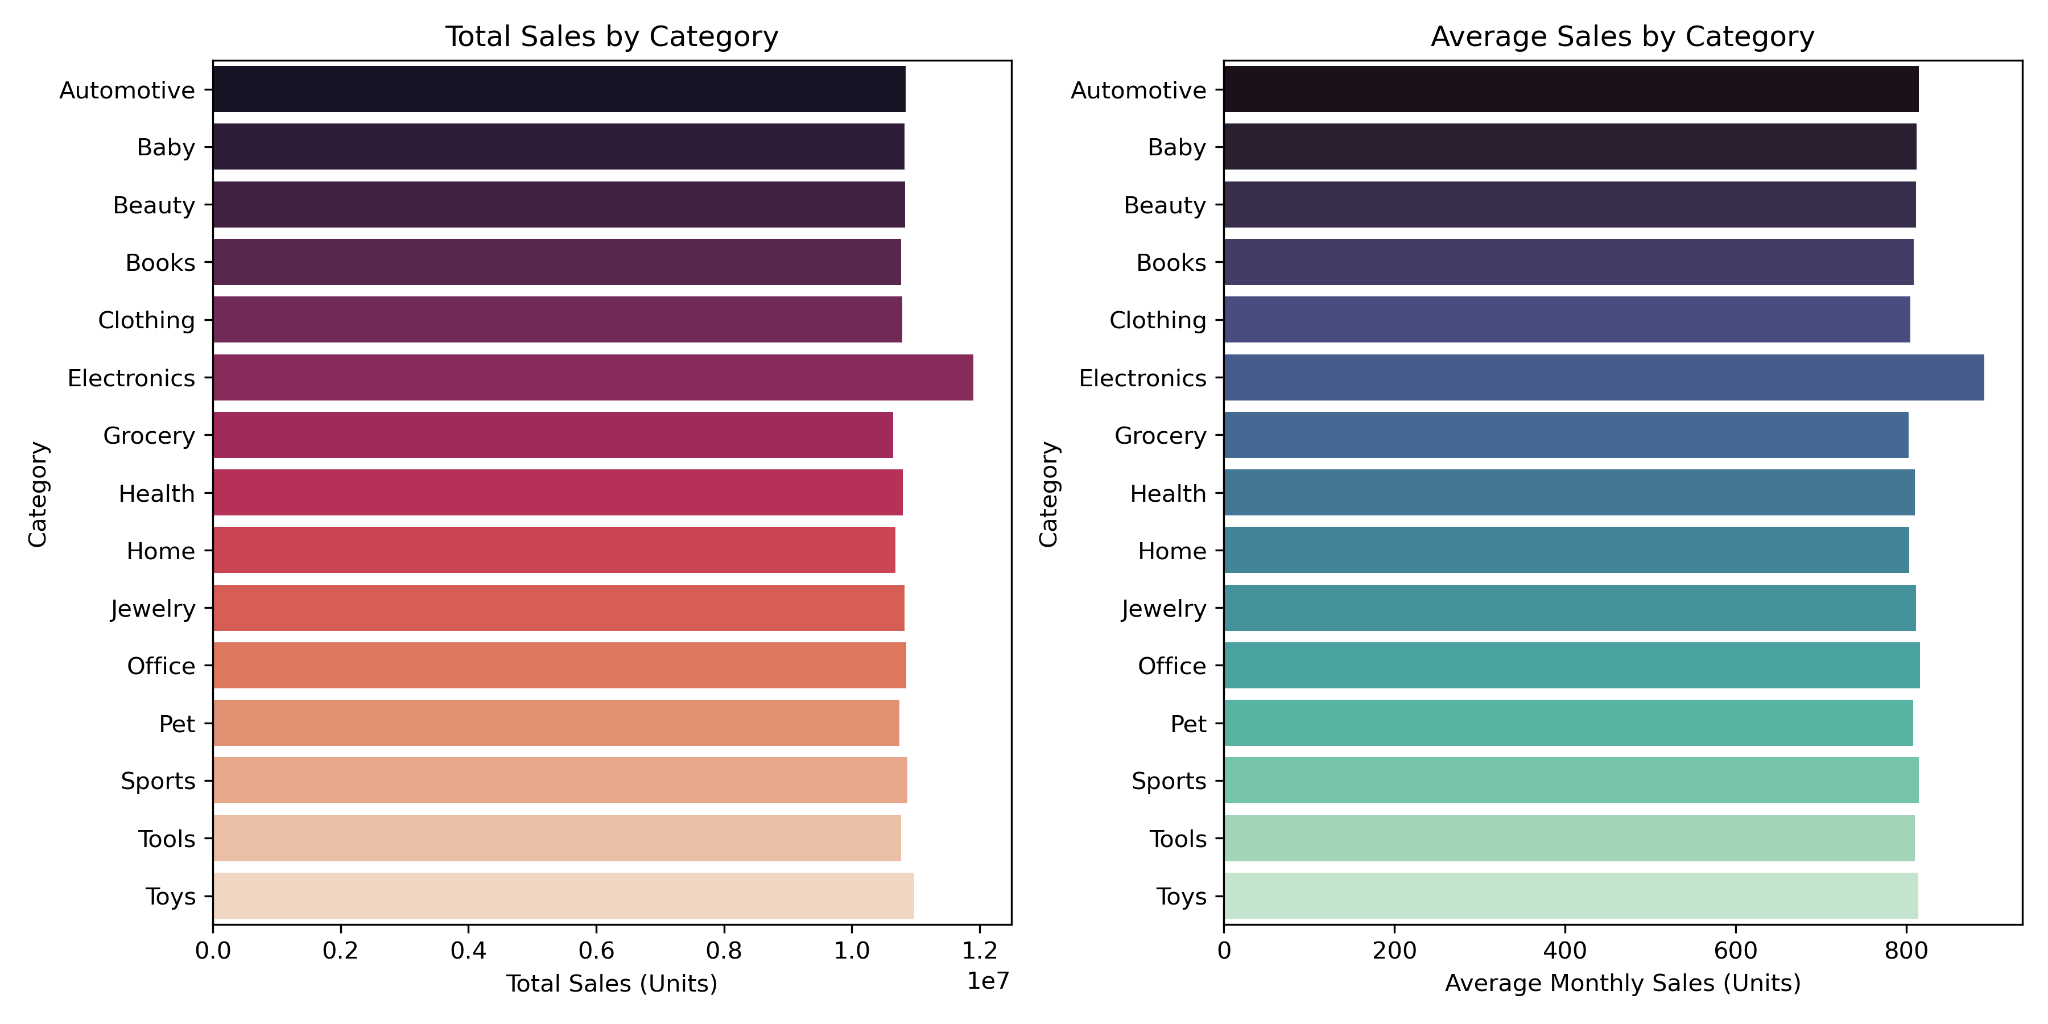 Total Sales by Category
Automotive
Baby
Beauty
Books
Clothing
Electronics
Grocery
Health
Home
Jewelry
Office
Pet
Sports
Tools
Toys
Category
0.0 0.2 0.4 0.6 0.8 1.0 1.2
1e7
Total Sales (Units)
Average Sales by Category
Automotive
Baby
Beauty
Books
Clothing
Electronics
Grocery
Health
Home
Jewelry
Office
Pet
Sports
Tools
Toys
Category
0 200 400 600 800
Average Monthly Sales (Units)